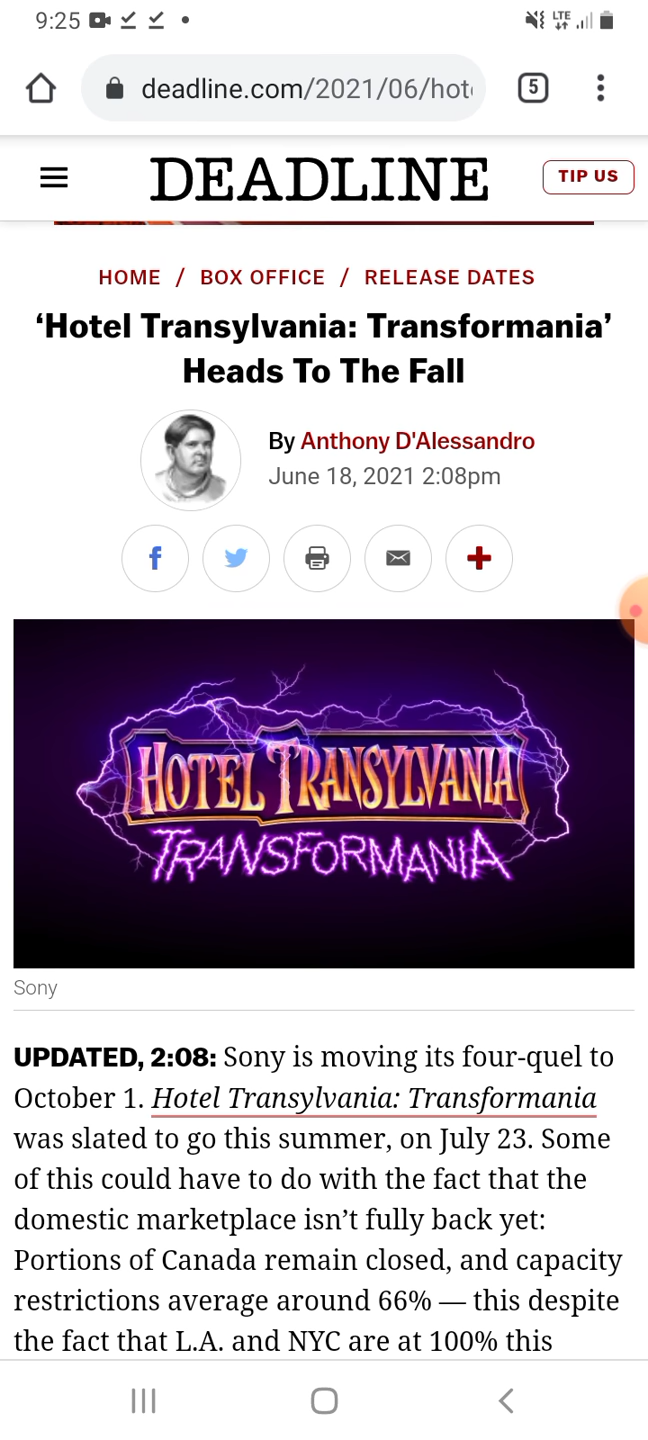 9:25
LTE
deadline.com/2021/06/hot
5
DEADLINE
TIP US
HOME / BOX OFFICE / RELEASE DATES
‘Hotel Transylvania: Transformania’
Heads To The Fall
By Anthony D'Alessandro
June 18, 2021 2:08pm
HOTEL TRANSYLVANIA
TRANSFORMANIA
Sony
UPDATED, 2:08: Sony is moving its four-quel to
October 1. Hotel Transylvania: Transformania
was slated to go this summer, on July 23. Some
of this could have to do with the fact that the
domestic marketplace isn’t fully back yet:
Portions of Canada remain closed, and capacity
restrictions average around 66% — this despite
the fact that L.A. and NYC are at 100% this